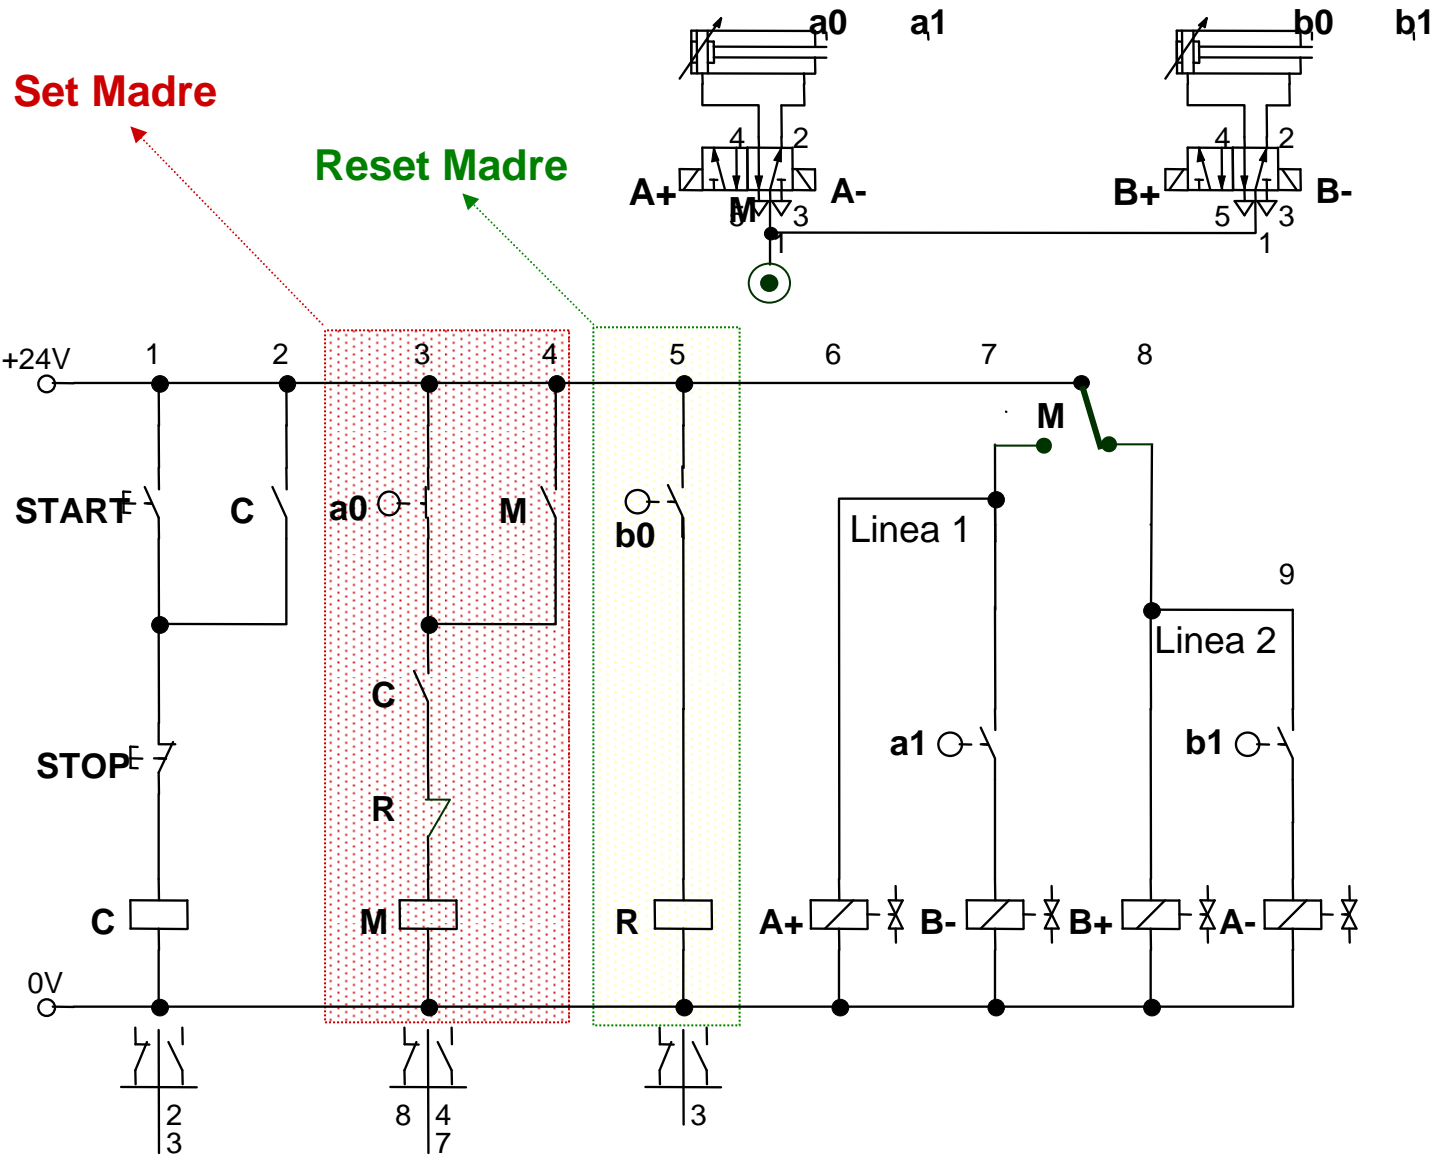 a0 a1 b0 b1
Set Madre
4 2 4 2
Reset Madre
A+ A- B+ B-
M
5 3 5 3
1 1
1 2 3 4 5 6 7 8
+24V
M
START C a0 M b0
Linea 1
9
Linea 2
C
a1 b1
STOP
R
C M R A+ B- B+ A-
0V
2 8 4 3
3 7